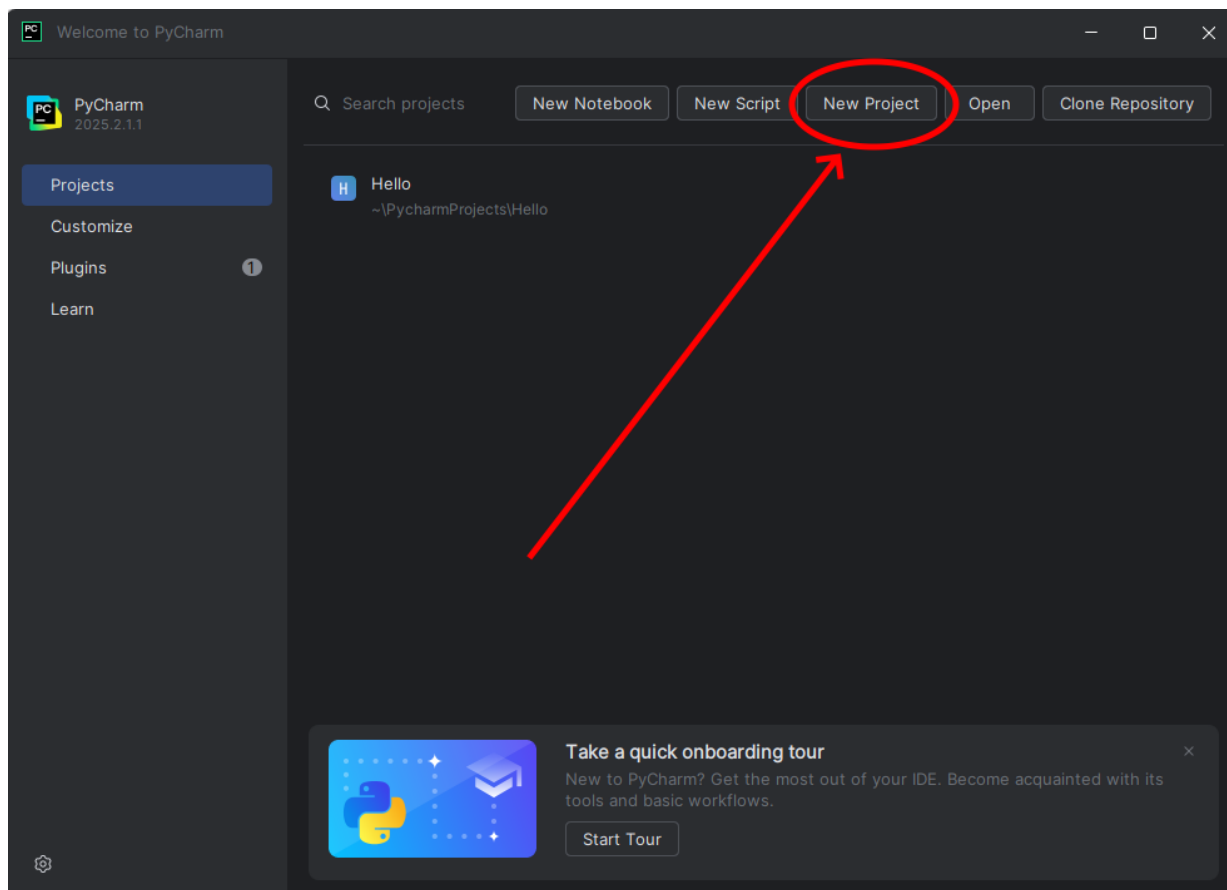 Welcome to PyCharm
PyCharm
2025.2.1.1
Search projects
New Notebook
New Script
New Project
Open
Clone Repository
Projects
Customize
Plugins
1
Learn
H
Hello
~\PycharmProjects\Hello
Take a quick onboarding tour
New to PyCharm? Get the most out of your IDE. Become acquainted with its
tools and basic workflows.
Start Tour
PC
PC